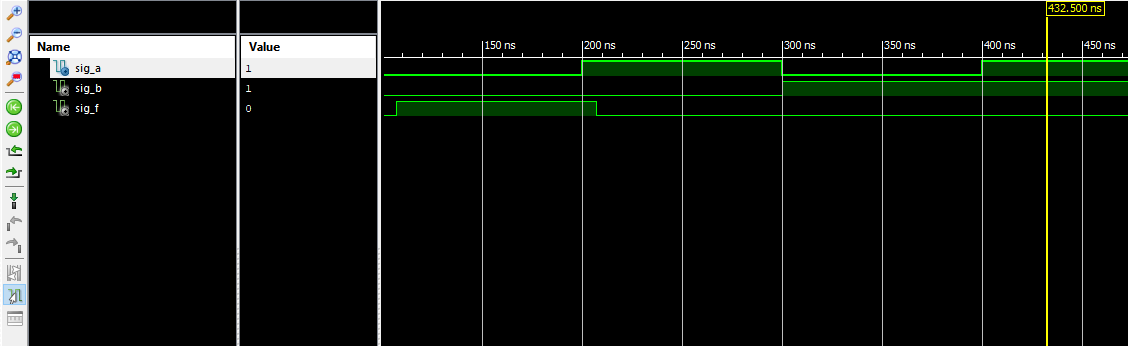 432.500 ns
Name
Value
150 ns
200 ns
250 ns
300 ns
350 ns
400 ns
450 ns
sig_a
1
sig_b
1
sig_f
0